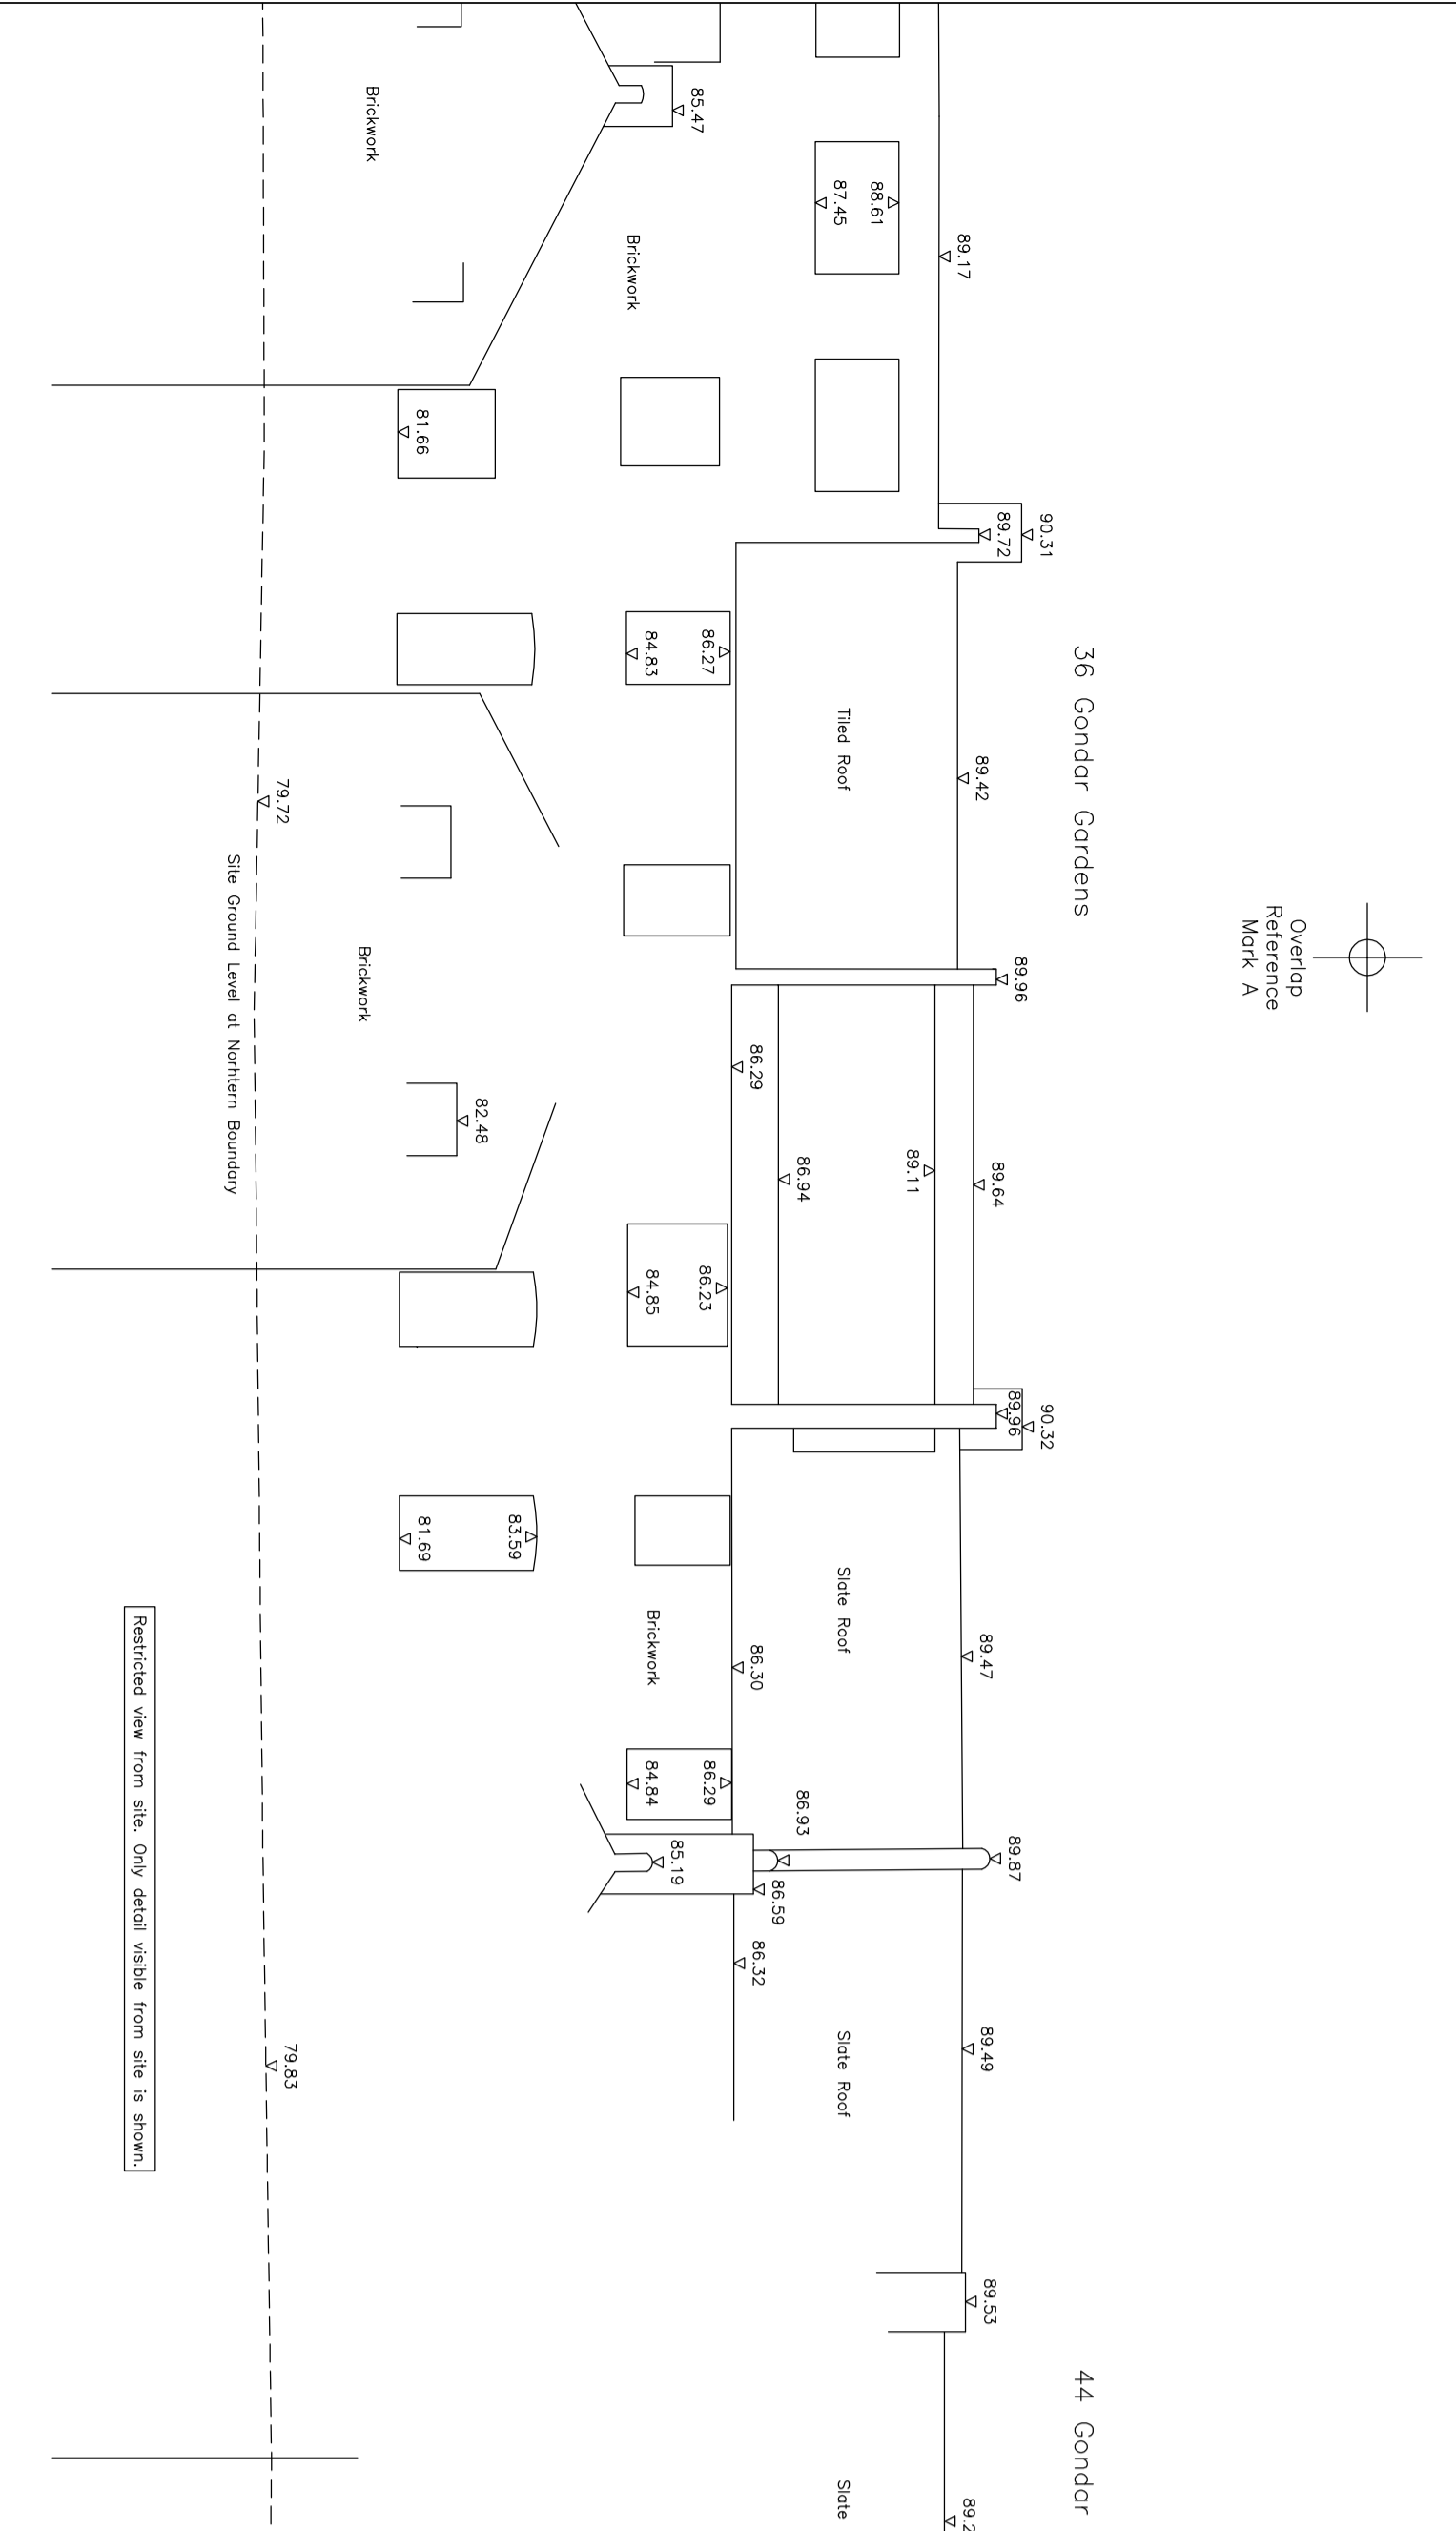 Overlap
Reference
Mark A
36 Gondar Gardens
44 Gondar
90.31
89.72
89.17
88.61
87.45
85.47
Brickwork
Brickwork
81.66
89.42
Tiled Roof
86.27
84.83
89.96
89.64
89.11
86.94
86.29
86.23
84.85
82.48
Brickwork
90.32
89.96
89.47
Slate Roof
86.30
Brickwork
83.59
81.69
86.29
84.84
86.93
89.87
86.59
85.19
86.32
89.49
Slate Roof
89.53
89.2
Slate
79.72
Site Ground Level at Norhtern Boundary
79.83
Restricted view from site. Only detail visible from site is shown.